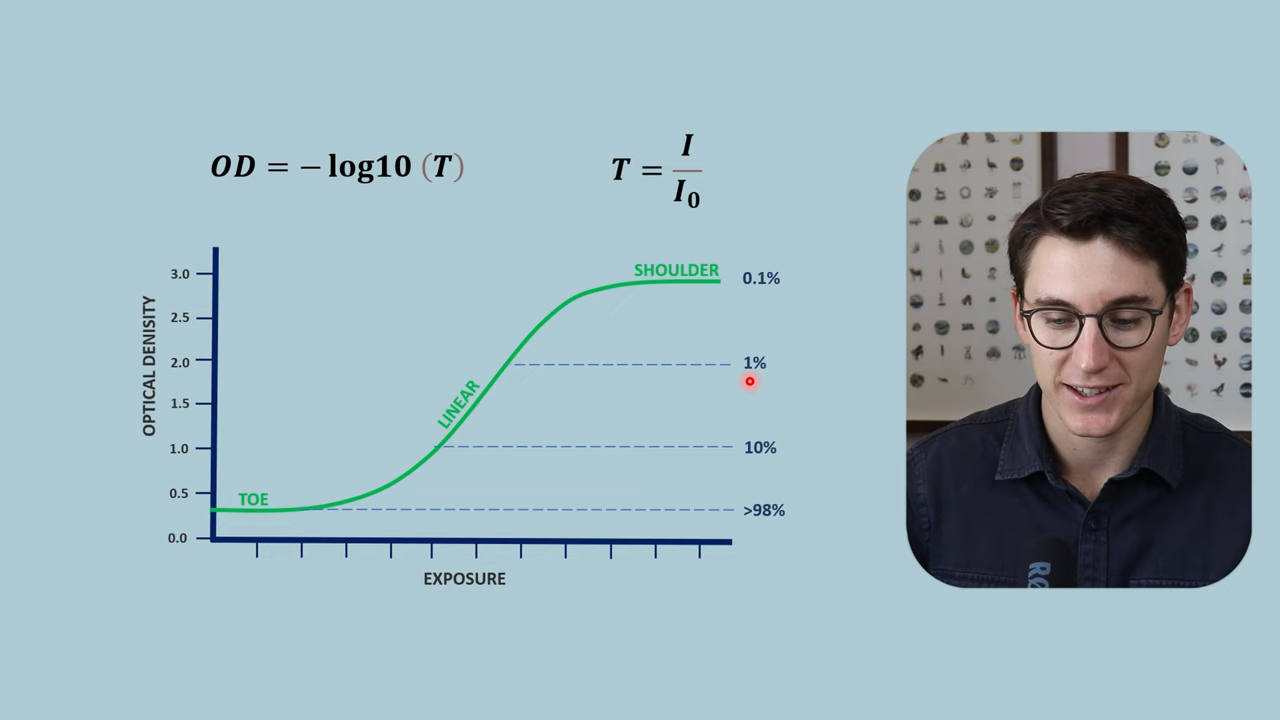 OD = − log10 (T)
T = I / I₀
3.0
2.5
2.0
1.5
1.0
0.5
0.0
OPTICAL DENISITY
TOE
LINEAR
SHOULDER
0.1%
1%
10%
>98%
EXPOSURE